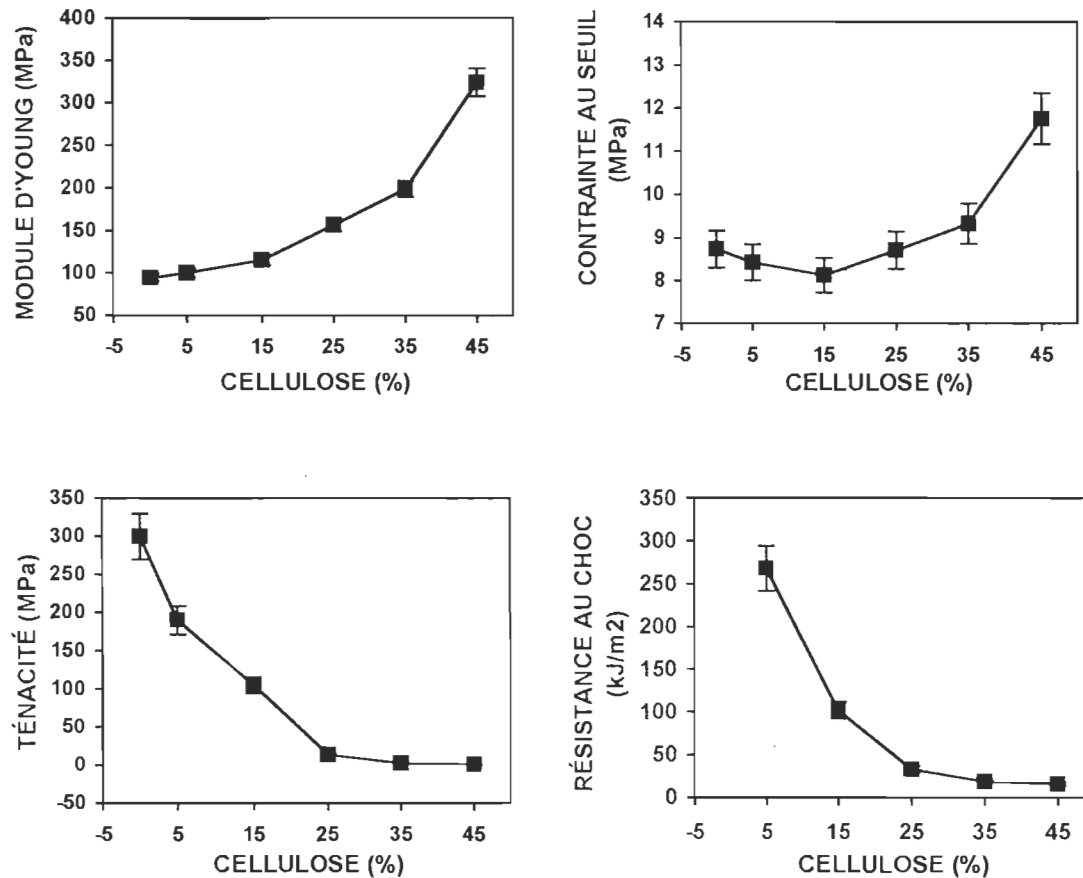 MODULE D'YOUNG (MPa)
400
350
300
250
200
150
100
50
-5 5 15 25 35 45
CELLULOSE (%)
CONTRAINTE AU SEUIL
(MPa)
14
13
12
11
10
9
8
7
-5 5 15 25 35 45
CELLULOSE (%)
TÉNACITÉ (MPa)
350
300
250
200
150
100
50
0
-50
-5 5 15 25 35 45
CELLULOSE (%)
RÉSISTANCE AU CHOC
(kJ/m2)
350
300
250
200
150
100
50
0
-5 5 15 25 35 45
CELLULOSE (%)